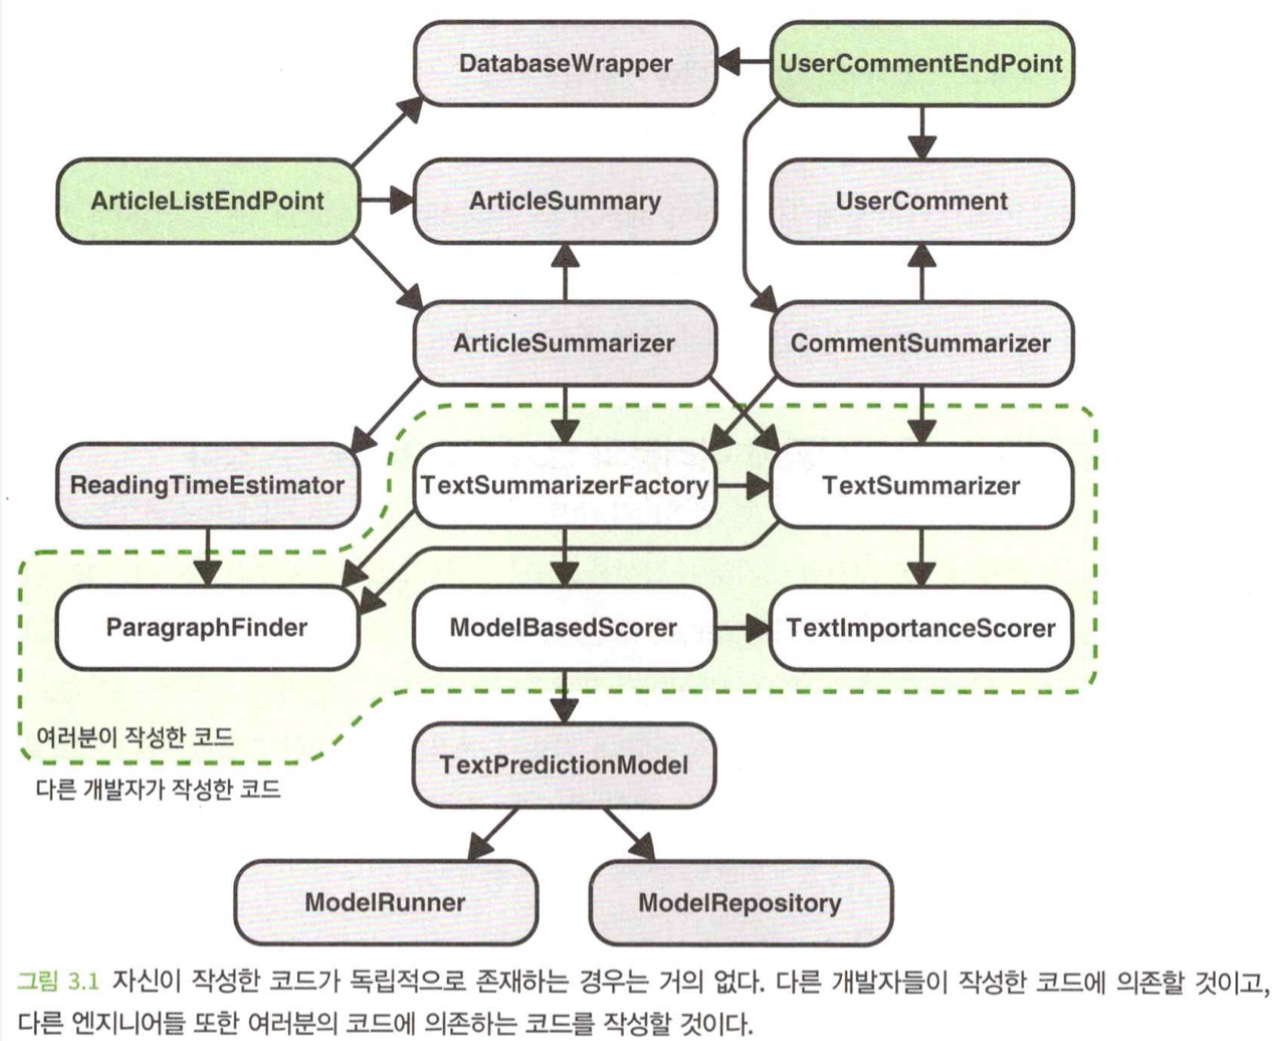 DatabaseWrapper
UserCommentEndPoint
ArticleListEndPoint
ArticleSummary
UserComment
ArticleSummarizer
CommentSummarizer
ReadingTimeEstimator
TextSummarizerFactory
TextSummarizer
ParagraphFinder
ModelBasedScorer
TextImportanceScorer
여러분이 작성한 코드
다른 개발자가 작성한 코드
TextPredictionModel
ModelRunner
ModelRepository
그림 3.1 자신이 작성한 코드가 독립적으로 존재하는 경우는 거의 없다. 다른 개발자들이 작성한 코드에 의존할 것이고,
다른 엔지니어들 또한 여러분의 코드에 의존하는 코드를 작성할 것이다.